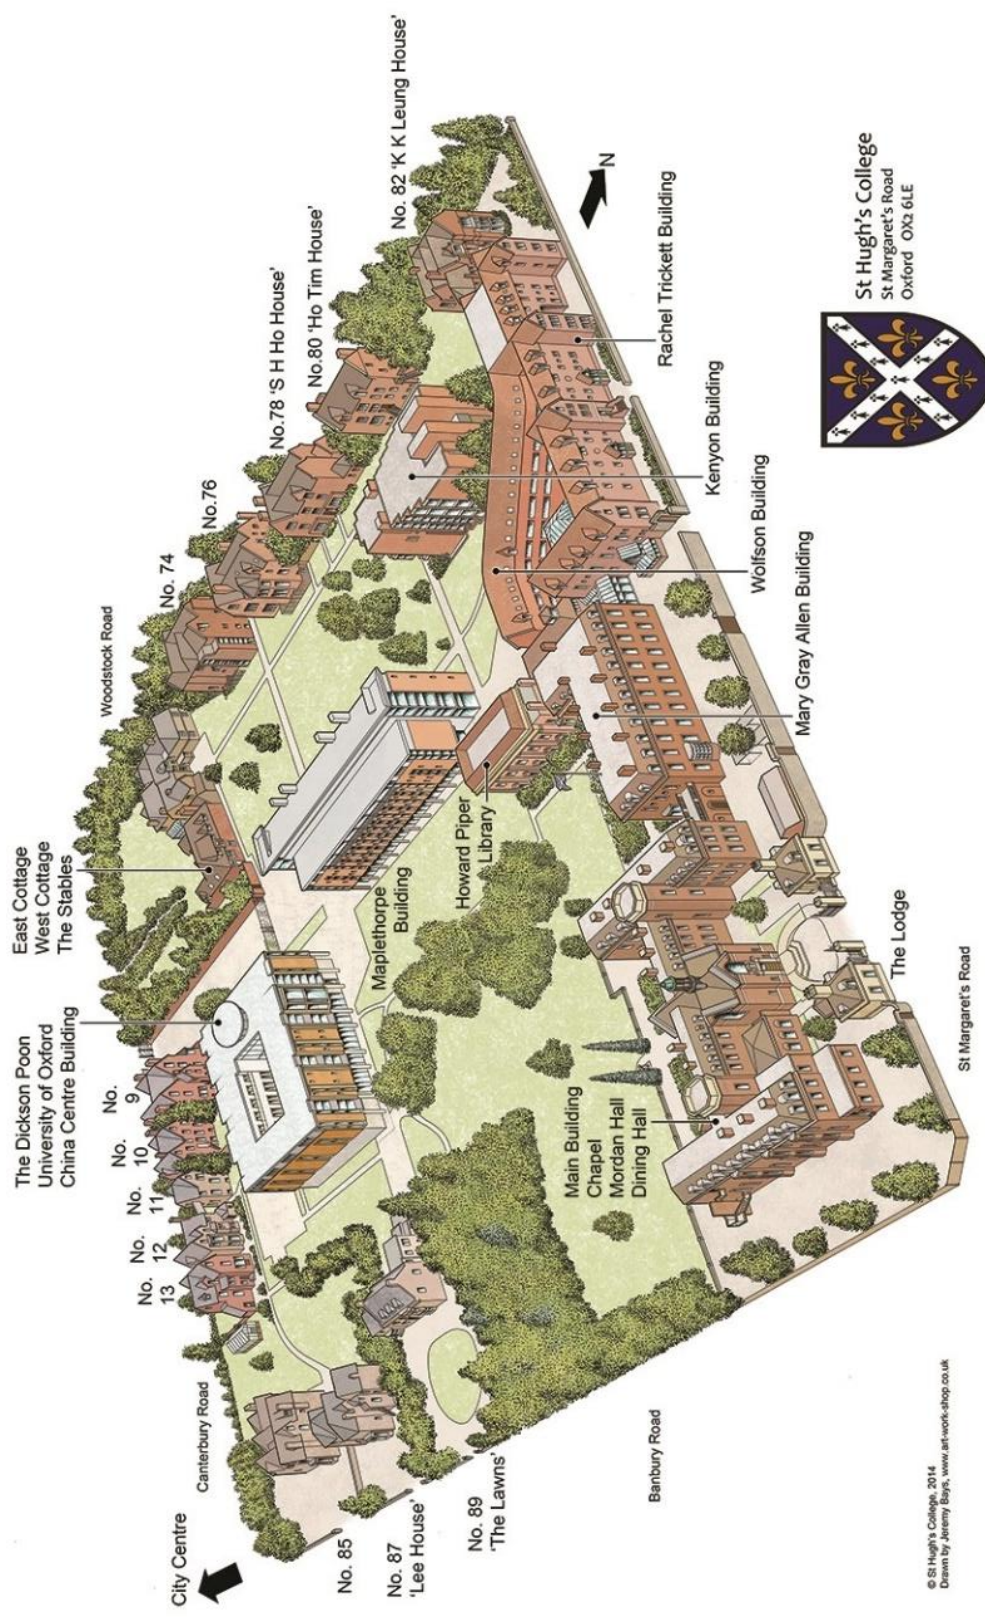 City Centre
No. 85
No. 87
'Lee House'
No. 89
'The Lawns'
Canterbury Road
Banbury Road
No.
13
No.
12
No.
11
No.
10
No.
9
The Dickson Poon
University of Oxford
China Centre Building
East Cottage
West Cottage
The Stables
Woodstock Road
No. 74
No.76
No.78 'S H Ho House'
No.80 'Ho Tim House'
No. 82 'K K Leung House'
N
Maplethorpe
Building
Howard Piper
Library
Main Building
Chapel
Mordan Hall
Dining Hall
The Lodge
St Margaret's Road
Mary Gray Allen Building
Wolfson Building
Kenyon Building
Rachel Trickett Building
St Hugh's College
St Margaret's Road
Oxford OX2 6LE
© St Hugh's College, 2014
Drawn by Jeremy Bays, www.art-work-shop.co.uk